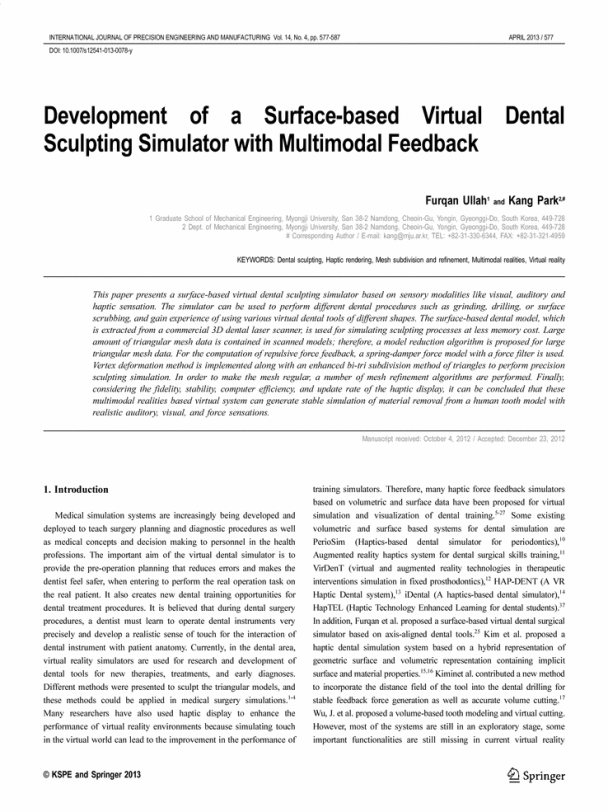 INTERNATIONAL JOURNAL OF PRECISION ENGINEERING AND MANUFACTURING Vol. 14, No. 4, pp. 577-587
APRIL 2013 / 577
DOI: 10.1007/s12541-013-0078-y
Development of a Surface-based Virtual Dental
Sculpting Simulator with Multimodal Feedback
Furqan Ullah1 and Kang Park2,#
1 Graduate School of Mechanical Engineering, Myongji University, San 38-2 Namdong, Cheoin-Gu, Yongin, Gyeonggi-Do, South Korea, 449-728
2 Dept. of Mechanical Engineering, Myongji University, San 38-2 Namdong, Cheoin-Gu, Yongin, Gyeonggi-Do, South Korea, 449-728
# Corresponding Author / E-mail: kang@mju.ar.kr, TEL: +82-31-330-6344, FAX: +82-31-321-4959
KEYWORDS: Dental sculpting, Haptic rendering, Mesh subdivision and refinement, Multimodal realities, Virtual reality
This paper presents a surface-based virtual dental sculpting simulator based on sensory modalities like visual, auditory and
haptic sensation. The simulator can be used to perform different dental procedures such as grinding, drilling, or surface
scrubbing, and gain experience of using various virtual dental tools of different shapes. The surface-based dental model, which
is extracted from a commercial 3D dental laser scanner, is used for simulating sculpting processes at less memory cost. Large
amount of triangular mesh data is contained in scanned models; therefore, a model reduction algorithm is proposed for large
triangular mesh data. For the computation of repulsive force feedback, a spring-damper force model with a force filter is used.
Vertex deformation method is implemented along with an enhanced bi-tri subdivision method of triangles to perform precision
sculpting simulation. In order to make the mesh regular, a number of mesh refinement algorithms are performed. Finally,
considering the fidelity, stability, computer efficiency, and update rate of the haptic display, it can be concluded that these
multimodal realities based virtual system can generate stable simulation of material removal from a human tooth model with
realistic auditory, visual, and force sensations.
Manuscript received: October 4, 2012 / Accepted: December 23, 2012
1. Introduction
Medical simulation systems are increasingly being developed and
deployed to teach surgery planning and diagnostic procedures as well
as medical concepts and decision making to personnel in the health
professions. The important aim of the virtual dental simulator is to
provide the pre-operation planning that reduces errors and makes the
dentist feel safer, when entering to perform the real operation task on
the real patient. It also creates new dental training opportunities for
dental treatment procedures. It is believed that during dental surgery
procedures, a dentist must learn to operate dental instruments very
precisely and develop a realistic sense of touch for the interaction of
dental instrument with patient anatomy. Currently, in the dental area,
virtual reality simulators are used for research and development of
dental tools for new therapies, treatments, and early diagnoses.
Different methods were presented to sculpt the triangular models, and
these methods could be applied in medical surgery simulations.1-4
Many researchers have also used haptic display to enhance the
performance of virtual reality environments because simulating touch
in the virtual world can lead to the improvement in the performance of
training simulators. Therefore, many haptic force feedback simulators
based on volumetric and surface data have been proposed for virtual
simulation and visualization of dental training.5-27 Some existing
volumetric and surface based systems for dental simulation are
PerioSim (Haptics-based dental simulator for periodontics),10
Augmented reality haptics system for dental surgical skills training,11
VirDenT (virtual and augmented reality technologies in therapeutic
interventions simulation in fixed prosthodontics),12 HAP-DENT (A VR
Haptic Dental system),13 iDental (A haptics-based dental simulator),14
HapTEL (Haptic Technology Enhanced Learning for dental students).37
In addition, Furqan et al. proposed a surface-based virtual dental surgical
simulator based on axis-aligned dental tools.25 Kim et al. proposed a
haptic dental simulation system based on a hybrid representation of
geometric surface and volumetric representation containing implicit
surface and material properties.15,16 Kiminet al. contributed a new method
to incorporate the distance field of the tool into the dental drilling for
stable feedback force generation as well as accurate volume cutting.17
Wu, J. et al. proposed a volume-based tooth modeling and virtual cutting.
However, most of the systems are still in an exploratory stage, some
important functionalities are still missing in current virtual reality
© KSPE and Springer 2013
Springer